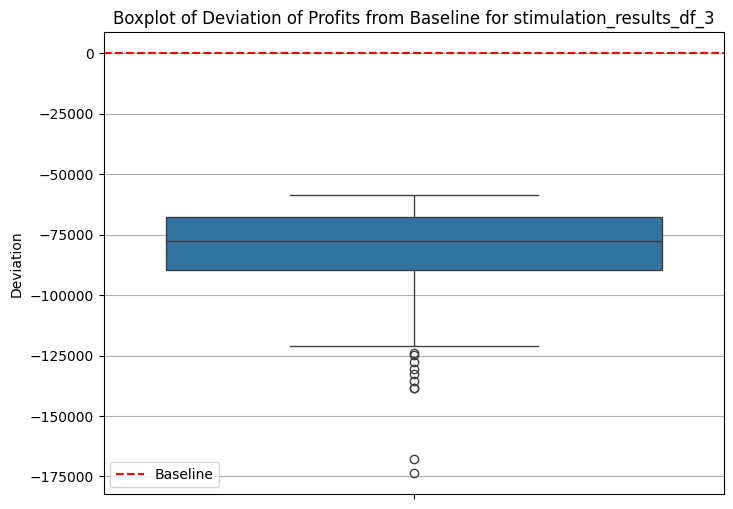 Boxplot of Deviation of Profits from Baseline for stimulation_results_df_3
0
−25000
−50000
−75000
−100000
−125000
−150000
−175000
Deviation
Baseline